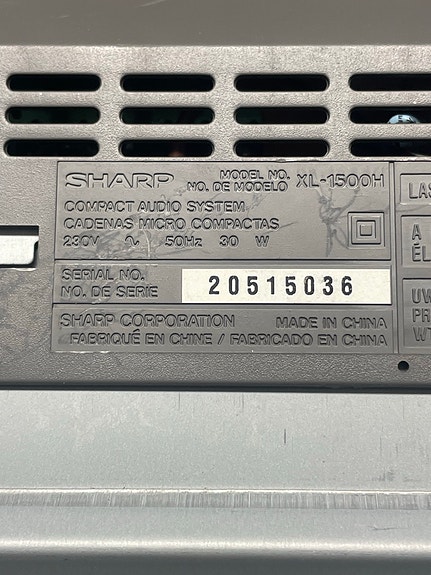 SHARP MODEL NO. NO. DE MODELO XL-1500H
COMPACT AUDIO SYSTEM
CADENAS MICRO COMPACTAS
230V ∿ 50Hz 30 W
SERIAL NO.
NO. DE SERIE 20515036
SHARP CORPORATION MADE IN CHINA
FABRIQUÉ EN CHINE / FABRICADO EN CHINA
A
UW